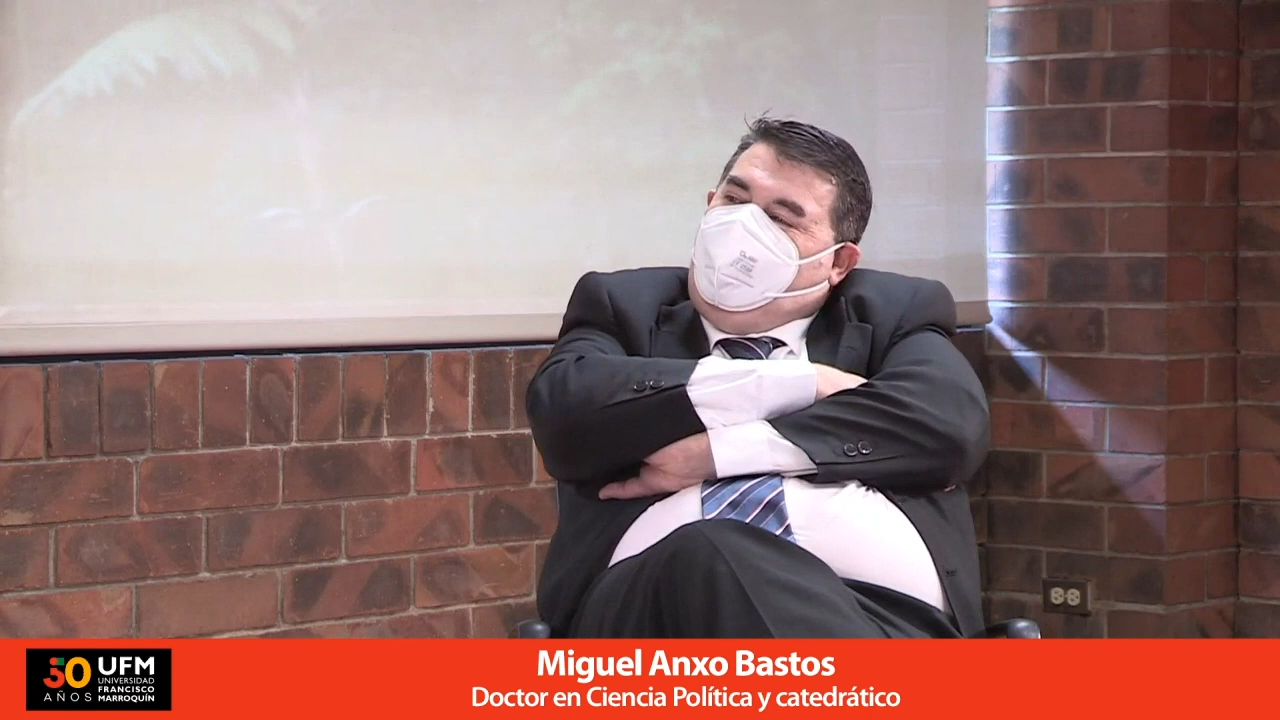 Miguel Anxo Bastos
Doctor en Ciencia Política y catedrático
50 AÑOS
UFM
UNIVERSIDAD
FRANCISCO
MARROQUÍN